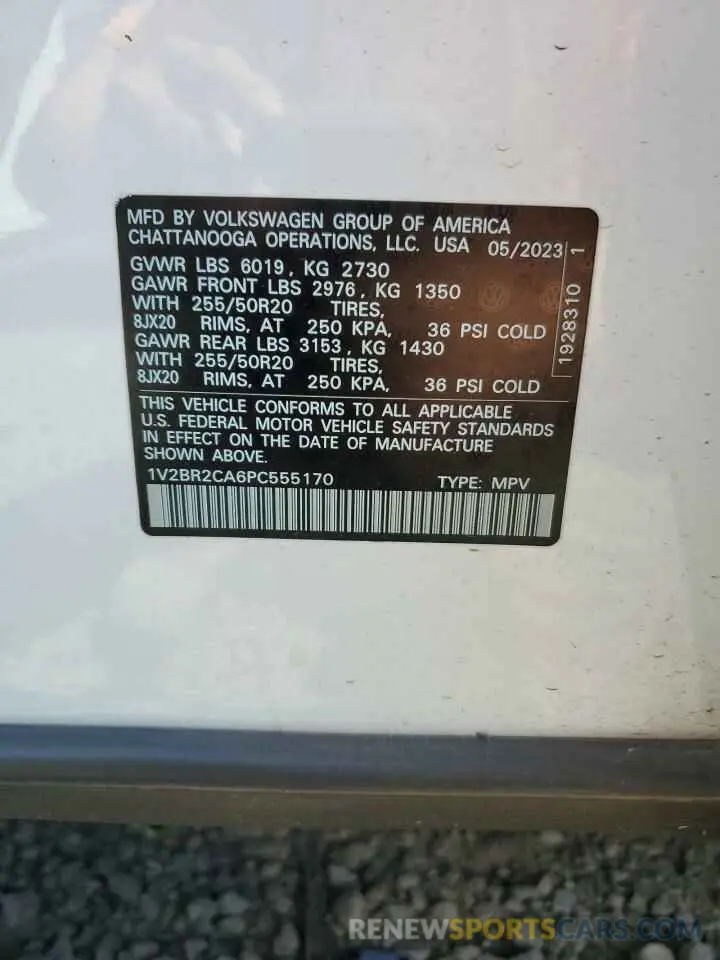 MFD BY VOLKSWAGEN GROUP OF AMERICA
CHATTANOOGA OPERATIONS, LLC. USA 05/2023
GVWR LBS 6019, KG 2730
GAWR FRONT LBS 2976, KG 1350
WITH 255/50R20 TIRES,
8JX20 RIMS, AT 250 KPA, 36 PSI COLD
GAWR REAR LBS 3153, KG 1430
WITH 255/50R20 TIRES,
8JX20 RIMS, AT 250 KPA, 36 PSI COLD
1928310 1
THIS VEHICLE CONFORMS TO ALL APPLICABLE
U.S. FEDERAL MOTOR VEHICLE SAFETY STANDARDS
IN EFFECT ON THE DATE OF MANUFACTURE
SHOWN ABOVE.
1V2BR2CA6PC555170 TYPE: MPV
RENEWSPORTSCARS.COM